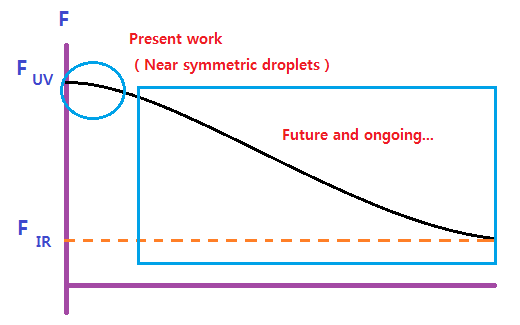 F
Present work
( Near symmetric droplets )
F UV
Future and ongoing...
F IR